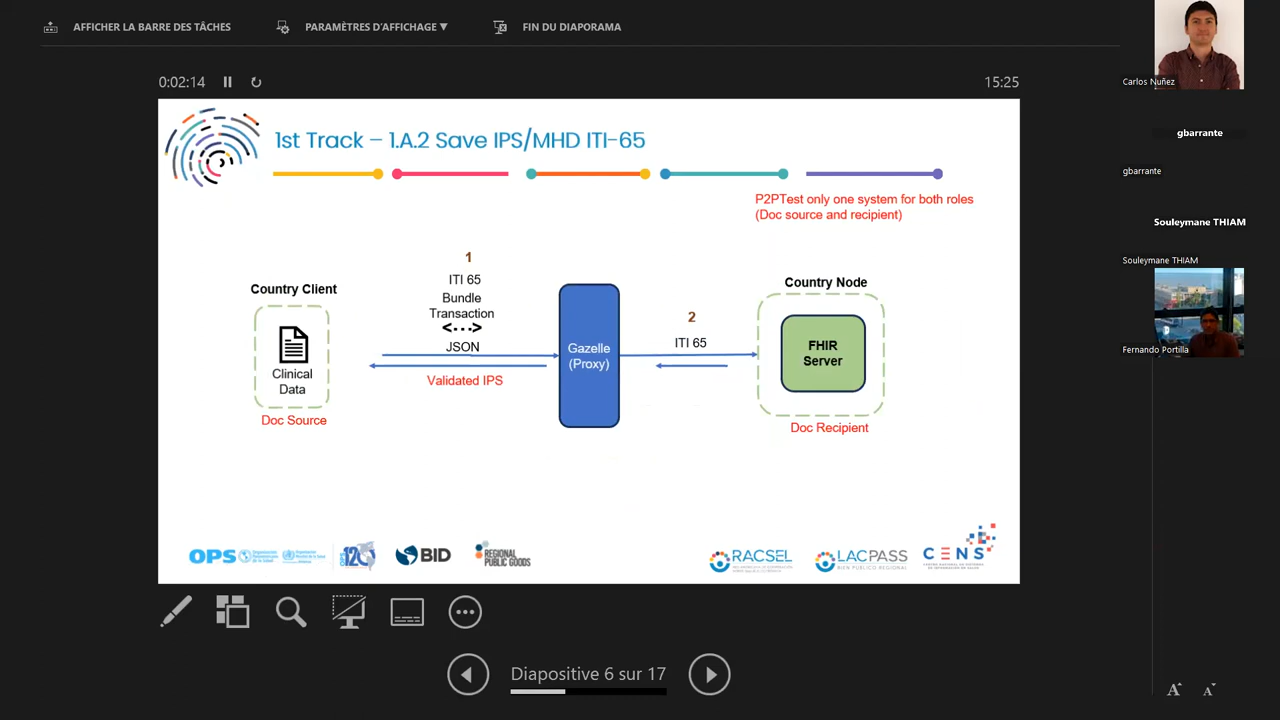 AFFICHER LA BARRE DES TÂCHES
PARAMÈTRES D'AFFICHAGE ▼
FIN DU DIAPORAMA
0:02:14
15:25
1st Track – 1.A.2 Save IPS/MHD ITI-65
P2PTest only one system for both roles
(Doc source and recipient)
Country Client
Clinical
Data
Doc Source
1
ITI 65
Bundle
Transaction
<...>
JSON
Validated IPS
Gazelle
(Proxy)
2
ITI 65
Country Node
FHIR
Server
Doc Recipient
OPS
BID
REGIONAL
PUBLIC GOODS
RACSEL
LACPASS
BIEN PUBLICO REGIONAL
CENS
Diapositive 6 sur 17
Carlos Nuñez
gbarrante
gbarrante
Souleymane THIAM
Souleymane THIAM
Fernando Portilla
A
A